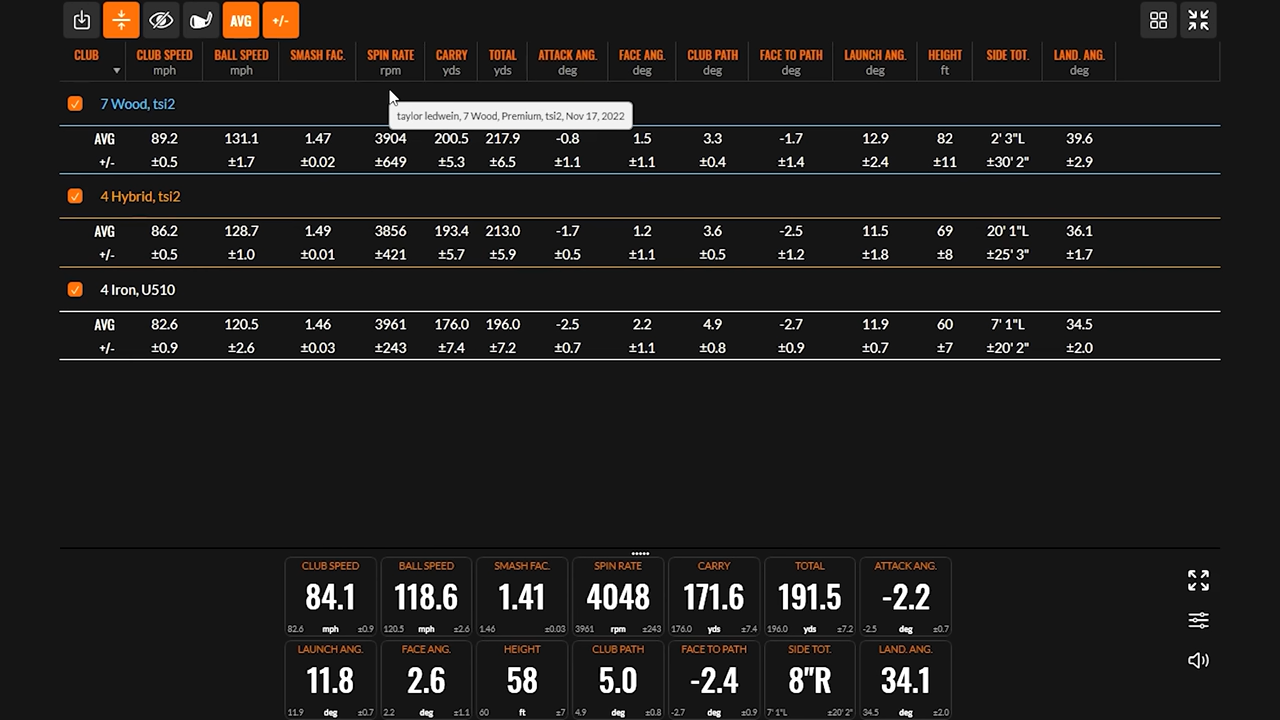 AVG +/-
CLUB CLUB SPEED BALL SPEED SMASH FAC. SPIN RATE CARRY TOTAL ATTACK ANG. FACE ANG. CLUB PATH FACE TO PATH LAUNCH ANG. HEIGHT SIDE TOT. LAND. ANG.
mph mph rpm yds yds deg deg deg deg deg ft deg
7 Wood, tsi2
taylor ledwein, 7 Wood, Premium, tsi2, Nov 17, 2022
AVG 89.2 131.1 1.47 3904 200.5 217.9 -0.8 1.5 3.3 -1.7 12.9 82 2' 3"L 39.6
+/- ±0.5 ±1.7 ±0.02 ±649 ±5.3 ±6.5 ±1.1 ±1.1 ±0.4 ±1.4 ±2.4 ±11 ±30' 2" ±2.9
4 Hybrid, tsi2
AVG 86.2 128.7 1.49 3856 193.4 213.0 -1.7 1.2 3.6 -2.5 11.5 69 20' 1"L 36.1
+/- ±0.5 ±1.0 ±0.01 ±421 ±5.7 ±5.9 ±0.5 ±1.1 ±0.5 ±1.2 ±1.8 ±8 ±25' 3" ±1.7
4 Iron, U510
AVG 82.6 120.5 1.46 3961 176.0 196.0 -2.5 2.2 4.9 -2.7 11.9 60 7' 1"L 34.5
+/- ±0.9 ±2.6 ±0.03 ±243 ±7.4 ±7.2 ±0.7 ±1.1 ±0.8 ±0.9 ±0.7 ±7 ±20' 2" ±2.0
CLUB SPEED BALL SPEED SMASH FAC. SPIN RATE CARRY TOTAL ATTACK ANG.
84.1 118.6 1.41 4048 171.6 191.5 -2.2
82.6 mph ±0.9 120.5 mph ±2.6 1.46 ±0.03 3961 rpm ±243 176.0 yds ±7.4 196.0 yds ±7.2 -2.5 deg ±0.7
LAUNCH ANG. FACE ANG. HEIGHT CLUB PATH FACE TO PATH SIDE TOT. LAND. ANG.
11.8 2.6 58 5.0 -2.4 8"R 34.1
11.9 deg ±0.7 2.2 deg ±1.1 60 ft ±7 4.9 deg ±0.8 -2.7 deg ±0.9 7' 1"L ±20' 2" 34.5 deg ±2.0